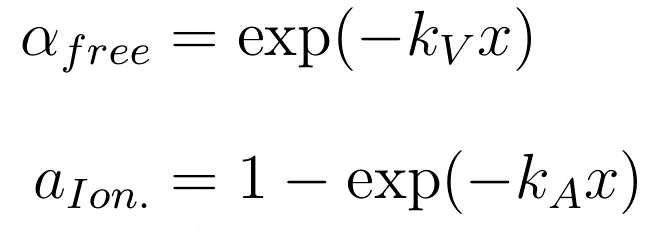 α_{free} = exp(−k_V x)
a_{Ion.} = 1 − exp(−k_A x)